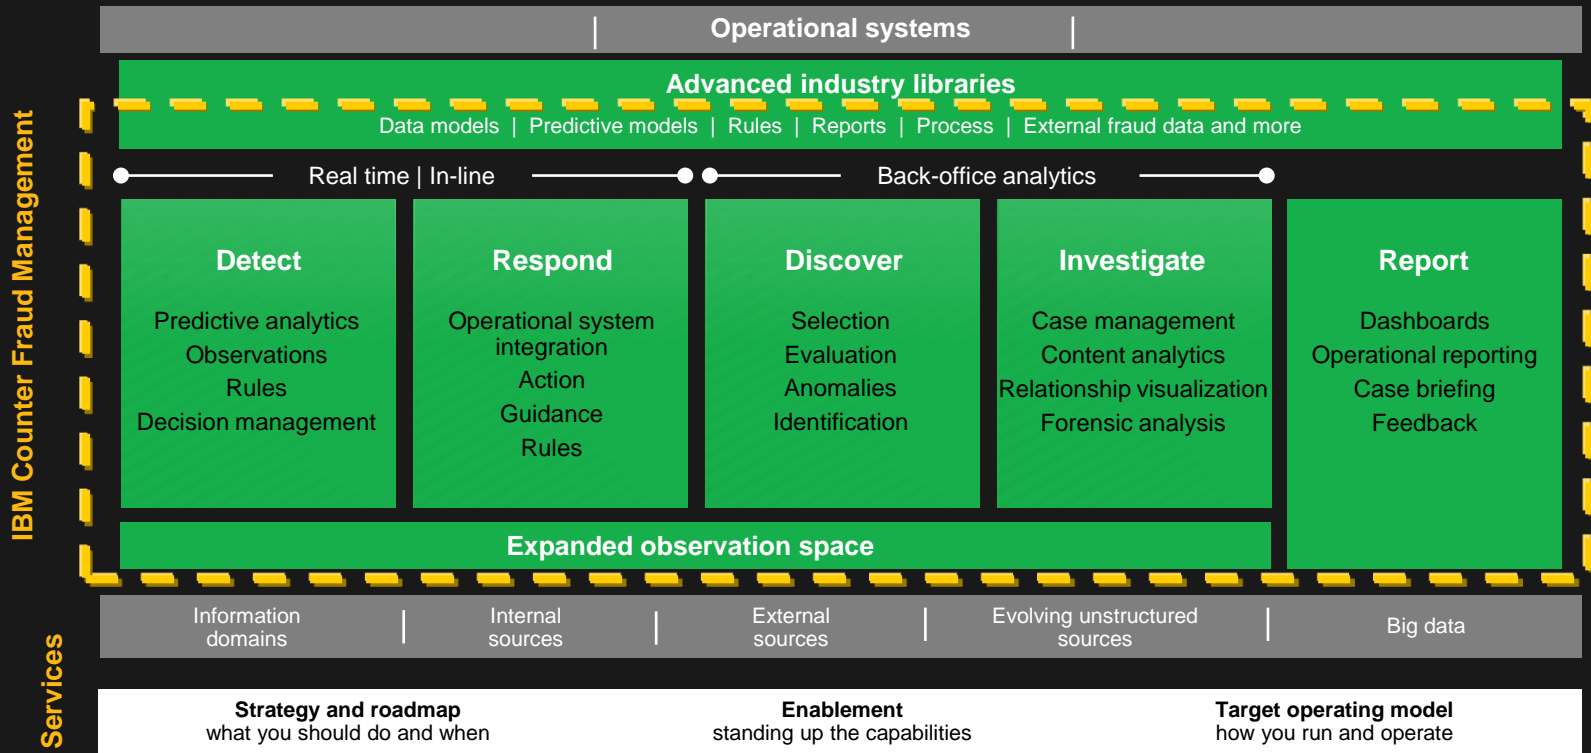 | Operational systems |
Advanced industry libraries
Data models | Predictive models | Rules | Reports | Process | External fraud data and more
Real time | In-line
Back-office analytics
IBM Counter Fraud Management
Detect
Predictive analytics
Observations
Rules
Decision management
Respond
Operational system
integration
Action
Guidance
Rules
Discover
Selection
Evaluation
Anomalies
Identification
Investigate
Case management
Content analytics
Relationship visualization
Forensic analysis
Report
Dashboards
Operational reporting
Case briefing
Feedback
Expanded observation space
Information
domains
Internal
sources
External
sources
Evolving unstructured
sources
Big data
Services
Strategy and roadmap
what you should do and when
Enablement
standing up the capabilities
Target operating model
how you run and operate